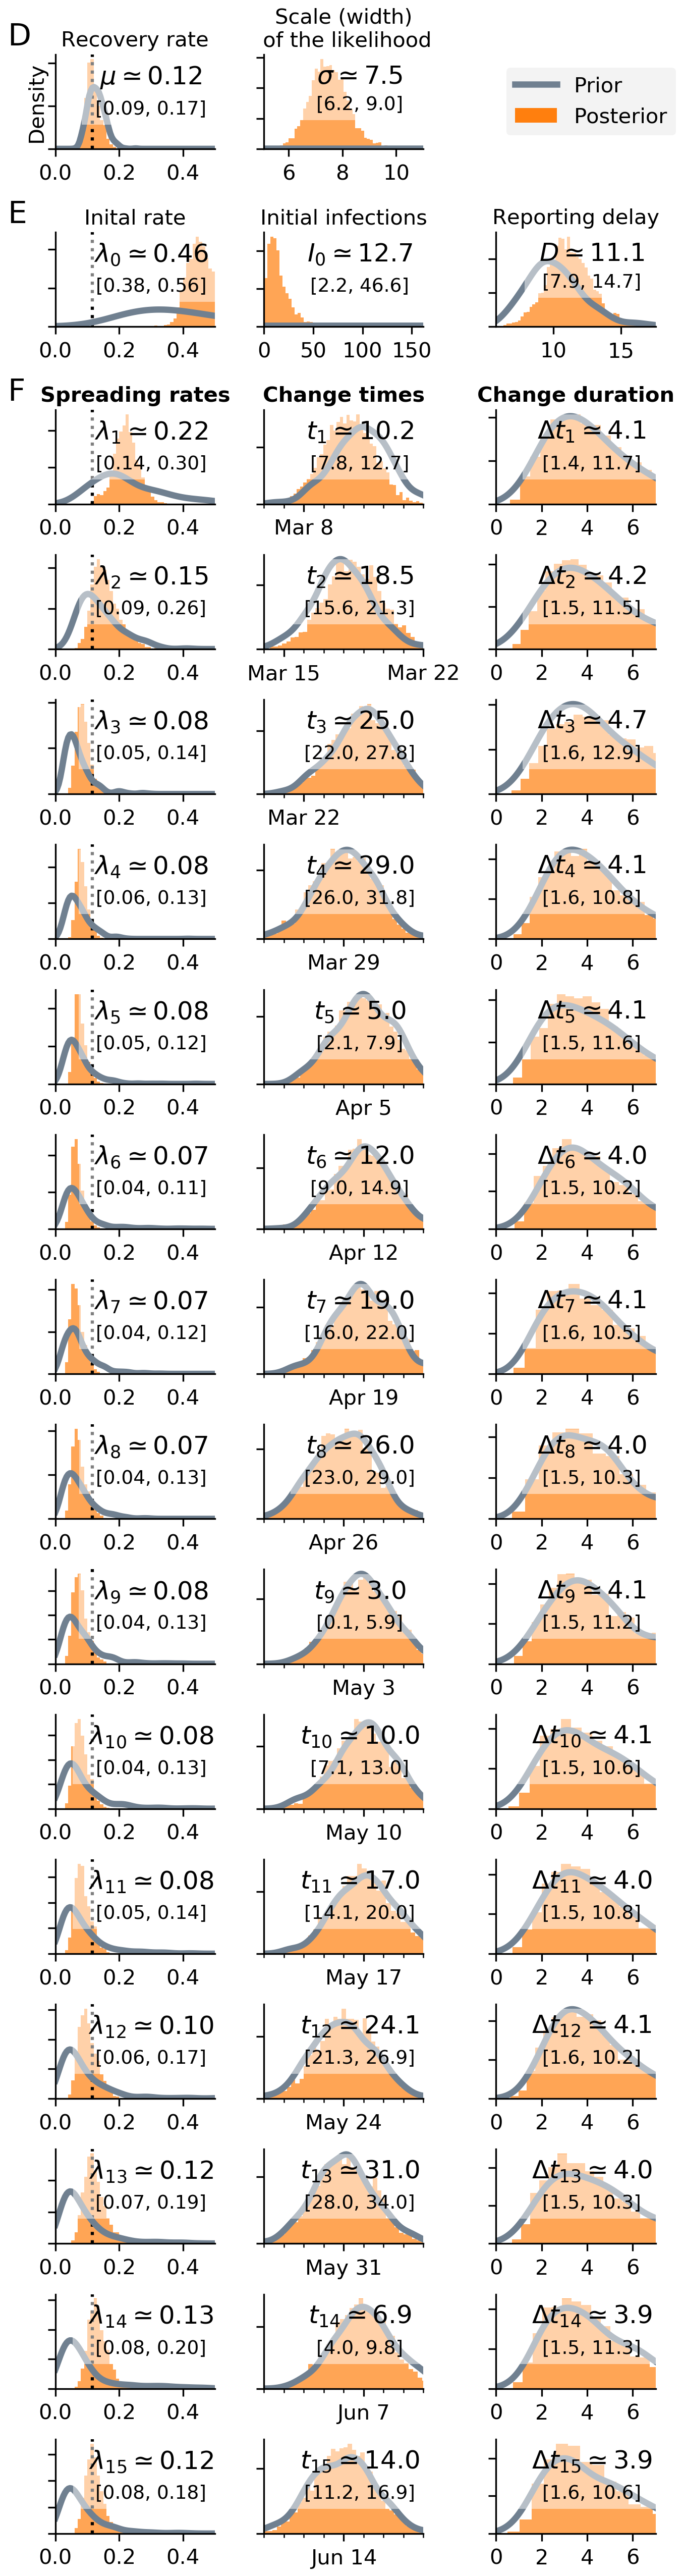 D
Recovery rate
Scale (width)
of the likelihood
Density
μ ≃ 0.12
[0.09, 0.17]
σ ≃ 7.5
[6.2, 9.0]
Prior
Posterior
0.0 0.2 0.4
6 8 10
E
Inital rate
Initial infections
Reporting delay
λ0 ≃ 0.46
[0.38, 0.56]
I0 ≃ 12.7
[2.2, 46.6]
D ≃ 11.1
[7.9, 14.7]
0.0 0.2 0.4
0 50 100 150
10 15
F
Spreading rates
Change times
Change duration
λ1 ≃ 0.22
[0.14, 0.30]
t1 ≃ 10.2
[7.8, 12.7]
Δt1 ≃ 4.1
[1.4, 11.7]
0.0 0.2 0.4
Mar 8
0 2 4 6
λ2 ≃ 0.15
[0.09, 0.26]
t2 ≃ 18.5
[15.6, 21.3]
Δt2 ≃ 4.2
[1.5, 11.5]
0.0 0.2 0.4
Mar 15 Mar 22
0 2 4 6
λ3 ≃ 0.08
[0.05, 0.14]
t3 ≃ 25.0
[22.0, 27.8]
Δt3 ≃ 4.7
[1.6, 12.9]
0.0 0.2 0.4
Mar 22
0 2 4 6
λ4 ≃ 0.08
[0.06, 0.13]
t4 ≃ 29.0
[26.0, 31.8]
Δt4 ≃ 4.1
[1.6, 10.8]
0.0 0.2 0.4
Mar 29
0 2 4 6
λ5 ≃ 0.08
[0.05, 0.12]
t5 ≃ 5.0
[2.1, 7.9]
Δt5 ≃ 4.1
[1.5, 11.6]
0.0 0.2 0.4
Apr 5
0 2 4 6
λ6 ≃ 0.07
[0.04, 0.11]
t6 ≃ 12.0
[9.0, 14.9]
Δt6 ≃ 4.0
[1.5, 10.2]
0.0 0.2 0.4
Apr 12
0 2 4 6
λ7 ≃ 0.07
[0.04, 0.12]
t7 ≃ 19.0
[16.0, 22.0]
Δt7 ≃ 4.1
[1.6, 10.5]
0.0 0.2 0.4
Apr 19
0 2 4 6
λ8 ≃ 0.07
[0.04, 0.13]
t8 ≃ 26.0
[23.0, 29.0]
Δt8 ≃ 4.0
[1.5, 10.3]
0.0 0.2 0.4
Apr 26
0 2 4 6
λ9 ≃ 0.08
[0.04, 0.13]
t9 ≃ 3.0
[0.1, 5.9]
Δt9 ≃ 4.1
[1.5, 11.2]
0.0 0.2 0.4
May 3
0 2 4 6
λ10 ≃ 0.08
[0.04, 0.13]
t10 ≃ 10.0
[7.1, 13.0]
Δt10 ≃ 4.1
[1.5, 10.6]
0.0 0.2 0.4
May 10
0 2 4 6
λ11 ≃ 0.08
[0.05, 0.14]
t11 ≃ 17.0
[14.1, 20.0]
Δt11 ≃ 4.0
[1.5, 10.8]
0.0 0.2 0.4
May 17
0 2 4 6
λ12 ≃ 0.10
[0.06, 0.17]
t12 ≃ 24.1
[21.3, 26.9]
Δt12 ≃ 4.1
[1.6, 10.2]
0.0 0.2 0.4
May 24
0 2 4 6
λ13 ≃ 0.12
[0.07, 0.19]
t13 ≃ 31.0
[28.0, 34.0]
Δt13 ≃ 4.0
[1.5, 10.3]
0.0 0.2 0.4
May 31
0 2 4 6
λ14 ≃ 0.13
[0.08, 0.20]
t14 ≃ 6.9
[4.0, 9.8]
Δt14 ≃ 3.9
[1.5, 11.3]
0.0 0.2 0.4
Jun 7
0 2 4 6
λ15 ≃ 0.12
[0.08, 0.18]
t15 ≃ 14.0
[11.2, 16.9]
Δt15 ≃ 3.9
[1.6, 10.6]
0.0 0.2 0.4
Jun 14
0 2 4 6